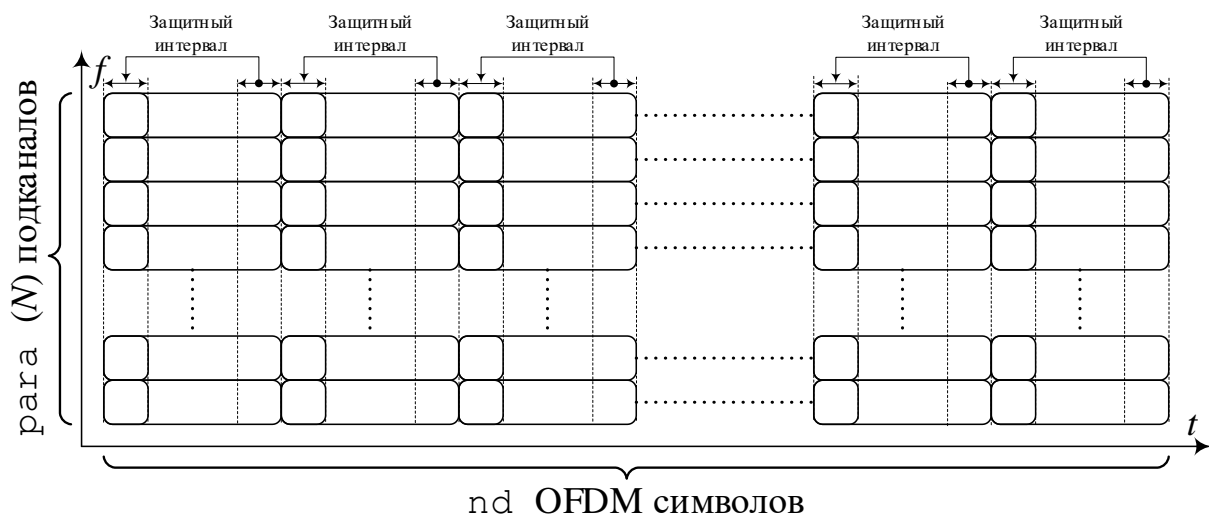 Защитный
интервал
Защитный
интервал
Защитный
интервал
Защитный
интервал
Защитный
интервал
f
para (N) подканалов
t
nd OFDM символов